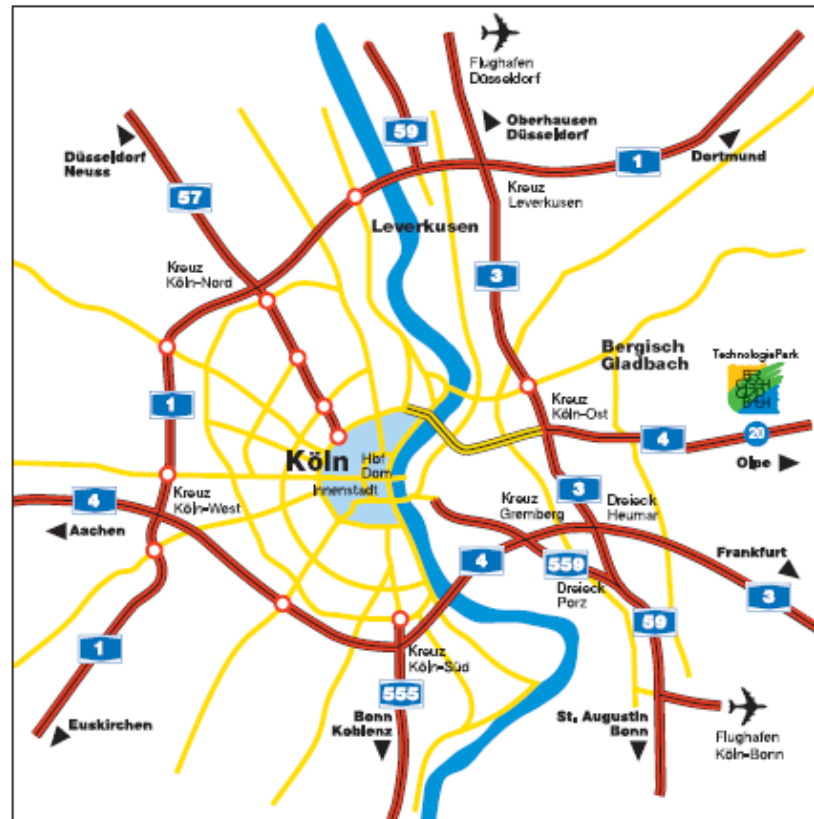 Flughafen
Düsseldorf
59
Oberhausen
Düsseldorf
1
Dortmund
Düsseldorf
Neuss
57
Kreuz
Leverkusen
Leverkusen
Kreuz
Köln-Nord
3
Bergisch
Gladbach
TechnologiePark
1
Kreuz
Köln-Ost
4
20
Olpe
Köln
Hbf
Dom
Innenstadt
4
Aachen
Kreuz
Köln-West
3
Kreuz
Gremberg
Dreieck
Heumar
4
559
Dreieck
Porz
Frankfurt
3
1
59
Kreuz
Köln-Süd
555
Euskirchen
Bonn
Koblenz
St. Augustin
Bonn
Flughafen
Köln-Bonn